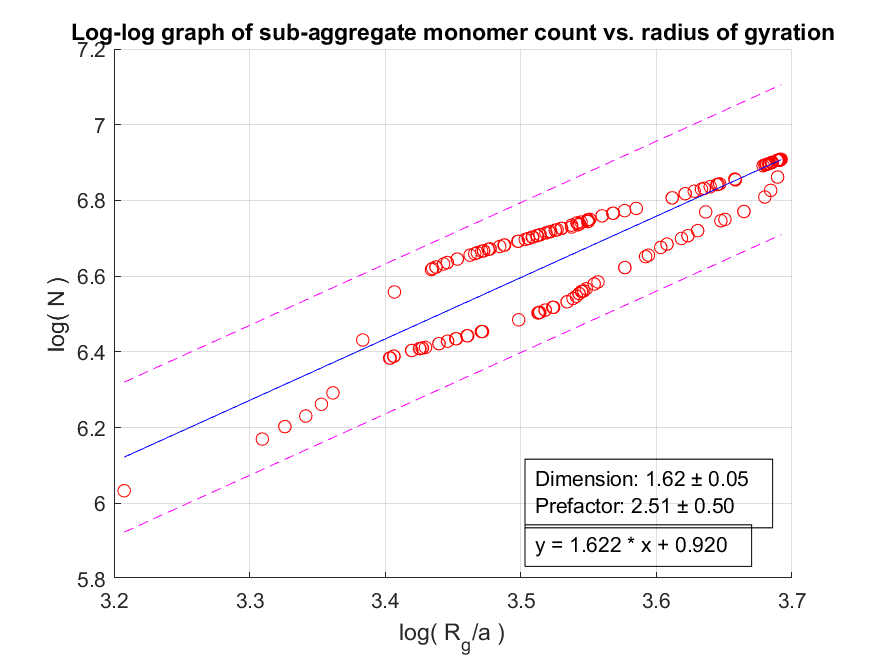 Log-log graph of sub-aggregate monomer count vs. radius of gyration
7.2
7
6.8
6.6
6.4
6.2
6
5.8
log( N )
Dimension: 1.62 ± 0.05
Prefactor: 2.51 ± 0.50
y = 1.622 * x + 0.920
3.2 3.3 3.4 3.5 3.6 3.7
log( R_g/a )